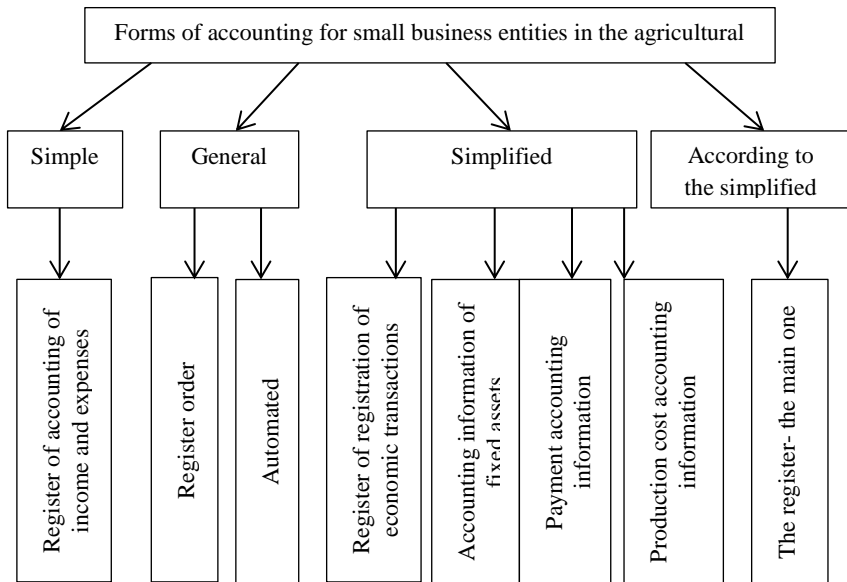 Forms of accounting for small business entities in the agricultural
Simple
General
Simplified
According to
the simplified
Register of accounting of
income and expenses
Register order
Automated
Register of registration of
economic transactions
Accounting information of
fixed assets
Payment accounting
information
Production cost accounting
information
The register- the main one